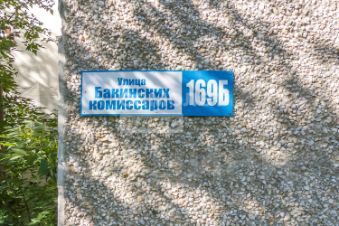 Улица
Бакинских
комиссаров
169Б